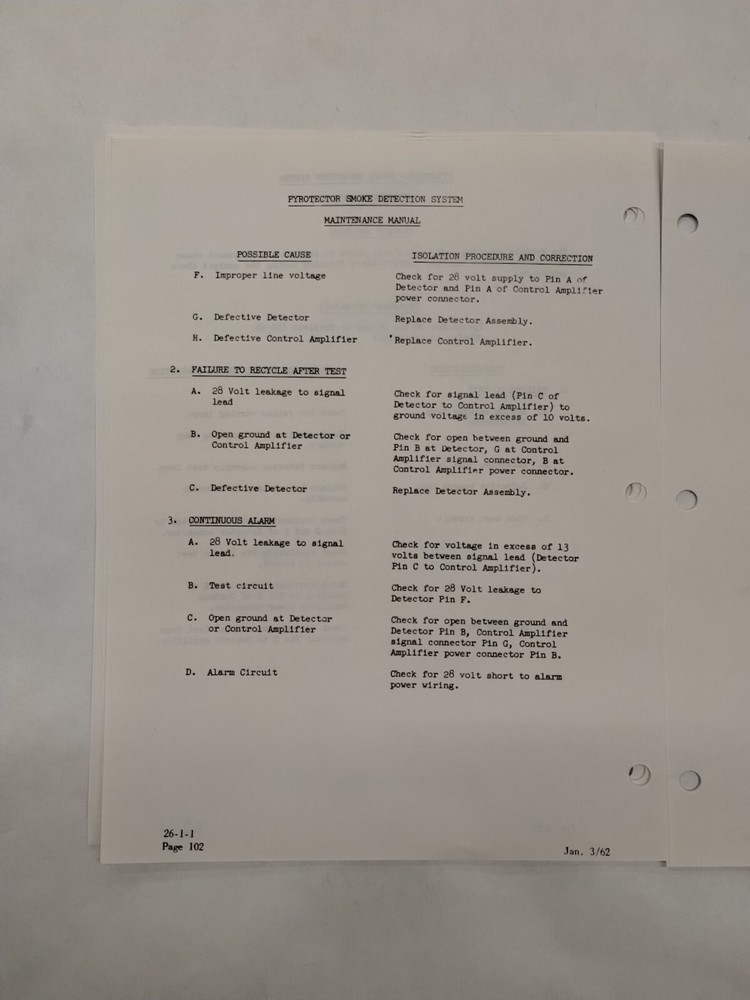 PYROTECTOR SMOKE DETECTION SYSTEM
MAINTENANCE MANUAL
POSSIBLE CAUSE ISOLATION PROCEDURE AND CORRECTION
F. Improper line voltage Check for 28 volt supply to Pin A of
Detector and Pin A of Control Amplifier
power connector.
G. Defective Detector Replace Detector Assembly.
H. Defective Control Amplifier Replace Control Amplifier.
2. FAILURE TO RECYCLE AFTER TEST
A. 28 Volt leakage to signal Check for signal lead (Pin C of
lead Detector to Control Amplifier) to
ground voltage in excess of 10 volts.
B. Open ground at Detector or Check for open between ground and
Control Amplifier Pin B at Detector, G at Control
Amplifier signal connector, B at
Control Amplifier power connector.
C. Defective Detector Replace Detector Assembly.
3. CONTINUOUS ALARM
A. 28 Volt leakage to signal Check for voltage in excess of 13
lead. volts between signal lead (Detector
Pin C to Control Amplifier).
B. Test circuit Check for 28 Volt leakage to
Detector Pin F.
C. Open ground at Detector Check for open between ground and
or Control Amplifier Detector Pin B, Control Amplifier
signal connector Pin G, Control
Amplifier power connector Pin B.
D. Alarm Circuit Check for 28 volt short to alarm
power wiring.
26-1-1
Page 102
Jan. 3/62